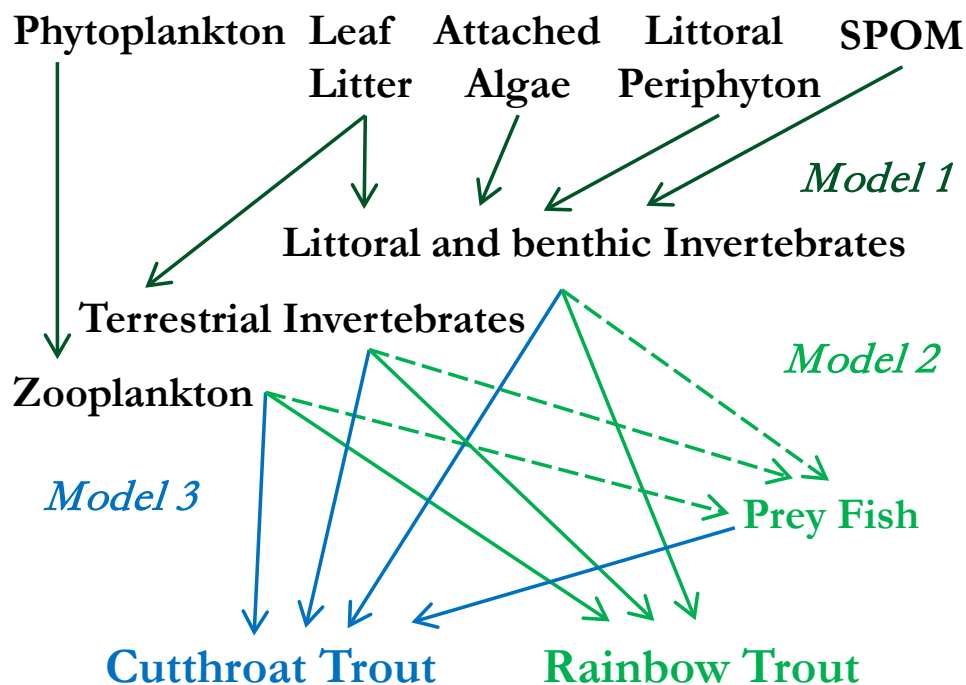 Phytoplankton
Leaf
Litter
Attached
Algae
Littoral
Periphyton
SPOM
Model 1
Littoral and benthic Invertebrates
Terrestrial Invertebrates
Model 2
Zooplankton
Model 3
Prey Fish
Cutthroat Trout
Rainbow Trout